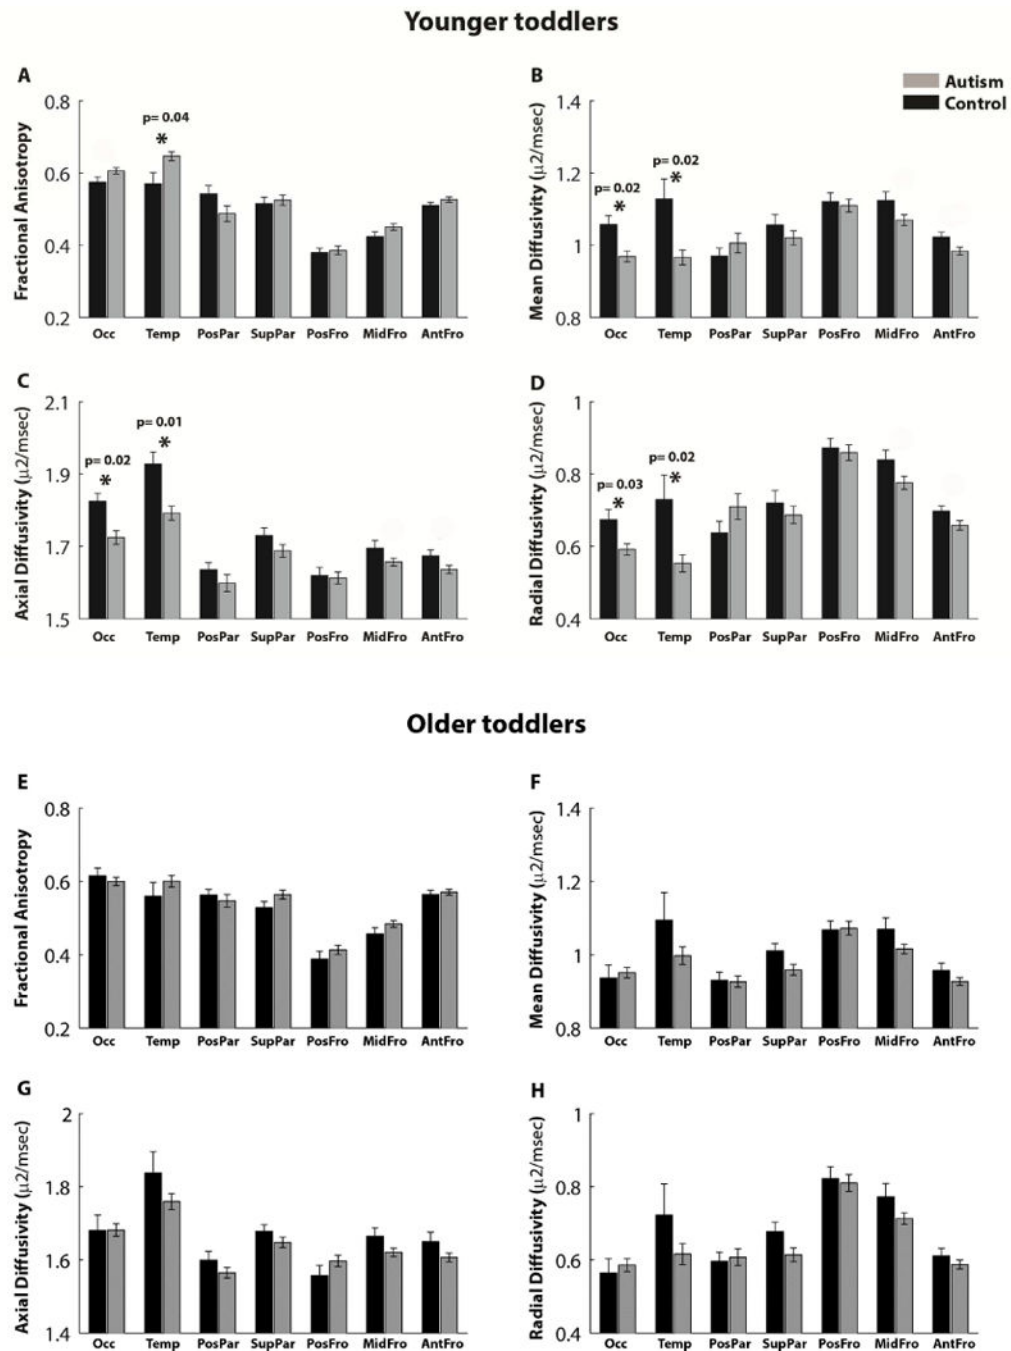 Younger toddlers
A
Fractional Anisotropy
0.8
0.6
0.4
0.2
p= 0.04
*
Occ Temp PosPar SupPar PosFro MidFro AntFro
B
Autism
Control
Mean Diffusivity (μ2/msec)
1.4
1.2
1
0.8
p= 0.02
*
p= 0.02
*
Occ Temp PosPar SupPar PosFro MidFro AntFro
C
Axial Diffusivity (μ2/msec)
2.1
1.9
1.7
1.5
p= 0.02
*
p= 0.01
*
Occ Temp PosPar SupPar PosFro MidFro AntFro
D
Radial Diffusivity (μ2/msec)
1
0.8
0.6
0.4
p= 0.03
*
p= 0.02
*
Occ Temp PosPar SupPar PosFro MidFro AntFro
Older toddlers
E
Fractional Anisotropy
0.8
0.6
0.4
0.2
Occ Temp PosPar SupPar PosFro MidFro AntFro
F
Mean Diffusivity (μ2/msec)
1.4
1.2
1
0.8
Occ Temp PosPar SupPar PosFro MidFro AntFro
G
Axial Diffusivity (μ2/msec)
2
1.8
1.6
1.4
Occ Temp PosPar SupPar PosFro MidFro AntFro
H
Radial Diffusivity (μ2/msec)
1
0.8
0.6
0.4
Occ Temp PosPar SupPar PosFro MidFro AntFro